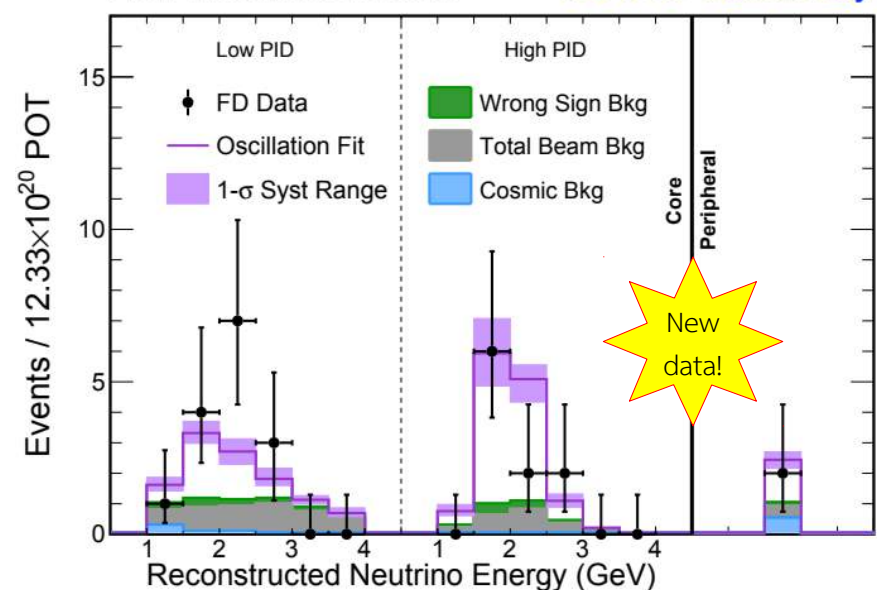 Low PID
High PID
FD Data
Oscillation Fit
1-σ Syst Range
Wrong Sign Bkg
Total Beam Bkg
Cosmic Bkg
Core
Peripheral
New
data!
15
10
5
0
Events / 12.33×10²⁰ POT
1 2 3 4 1 2 3 4
Reconstructed Neutrino Energy (GeV)